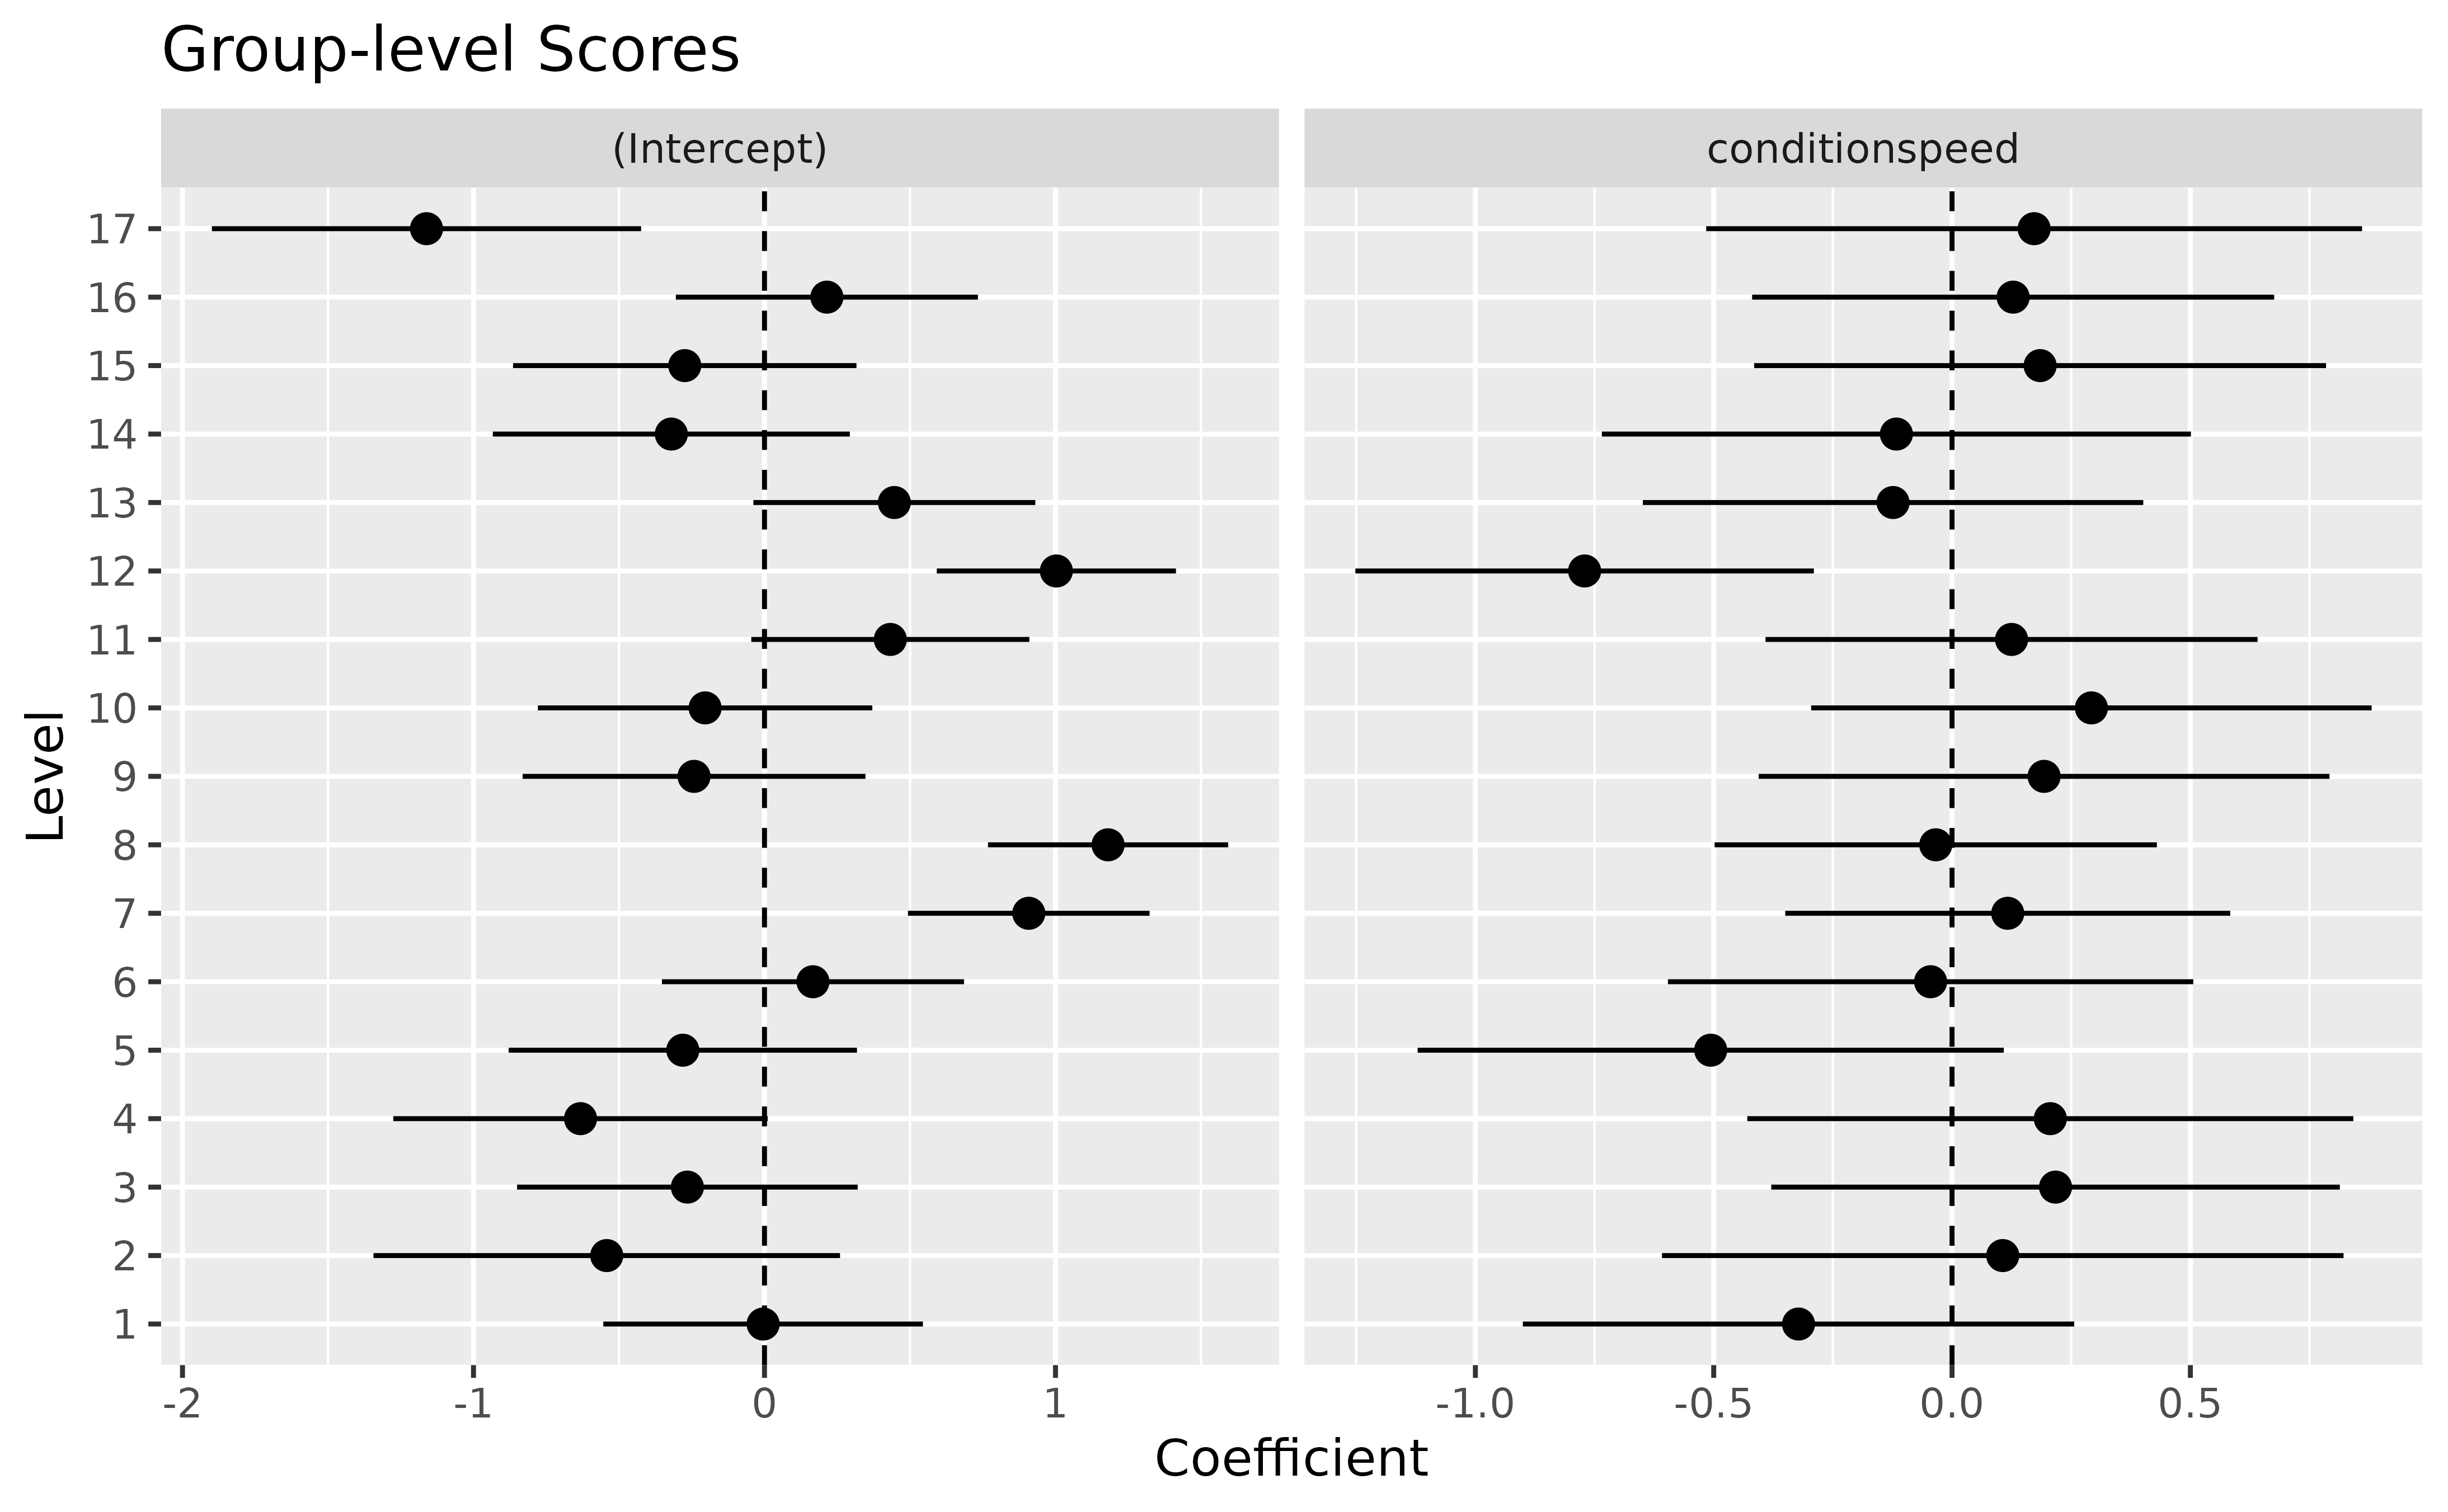 Group-level Scores
(Intercept)
conditionspeed
Level
17
16
15
14
13
12
11
10
9
8
7
6
5
4
3
2
1
-2 -1 0 1
-1.0 -0.5 0.0 0.5
Coefficient